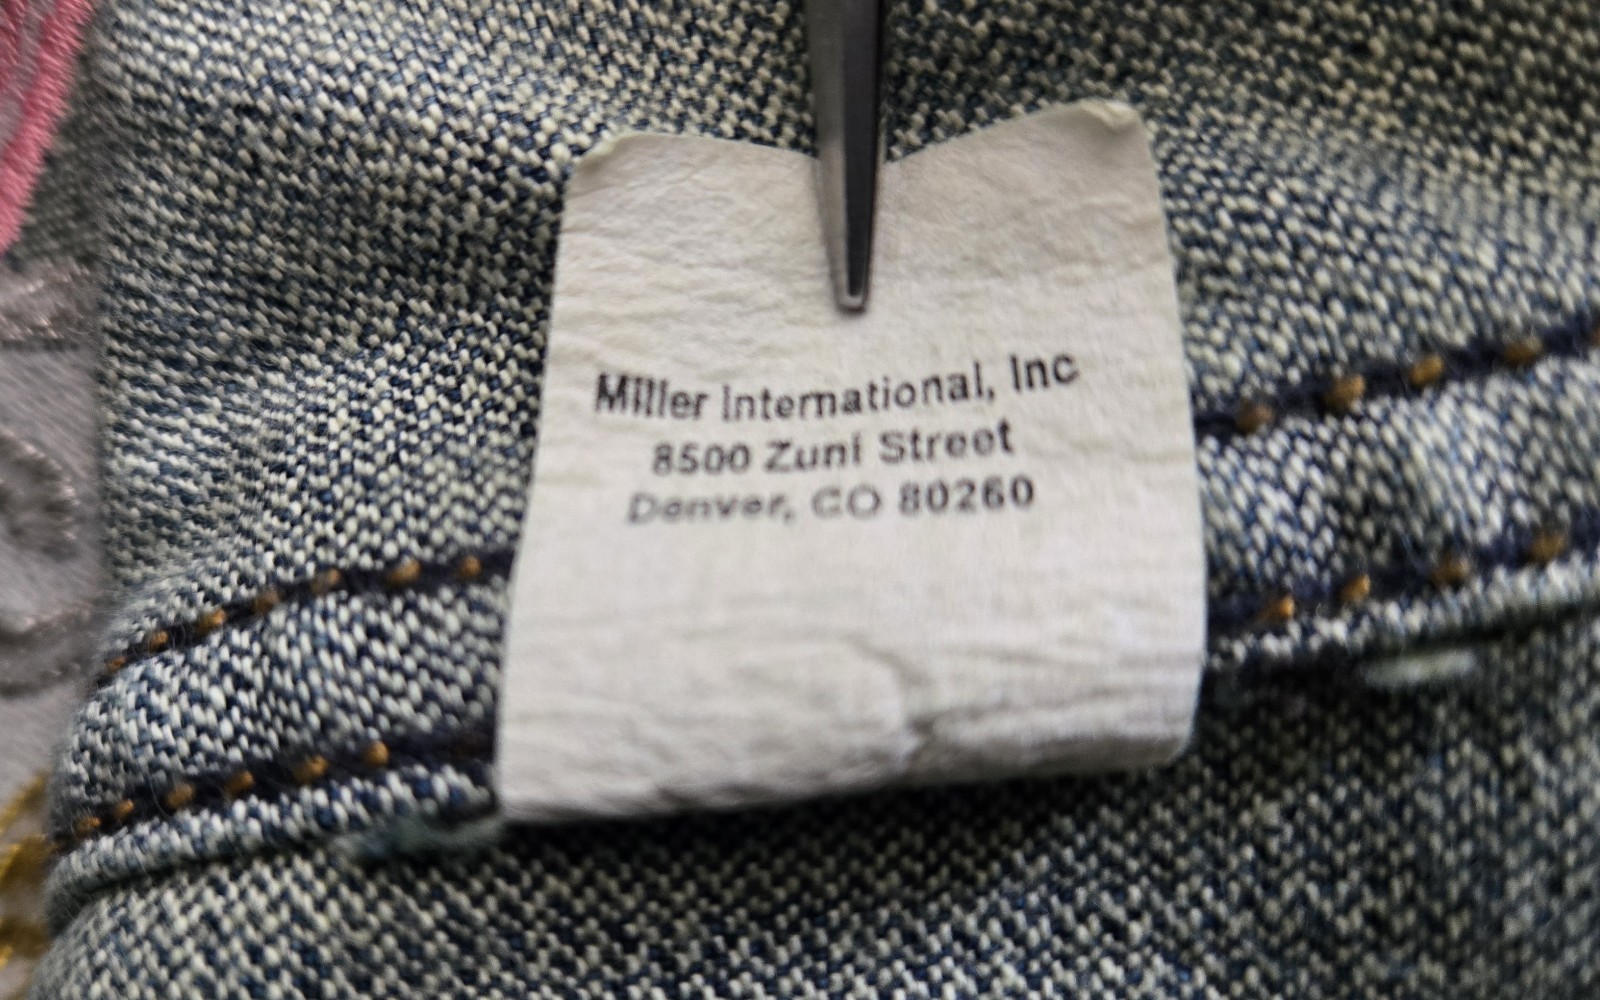 Miller International, Inc
8500 Zuni Street
Denver, CO 80260